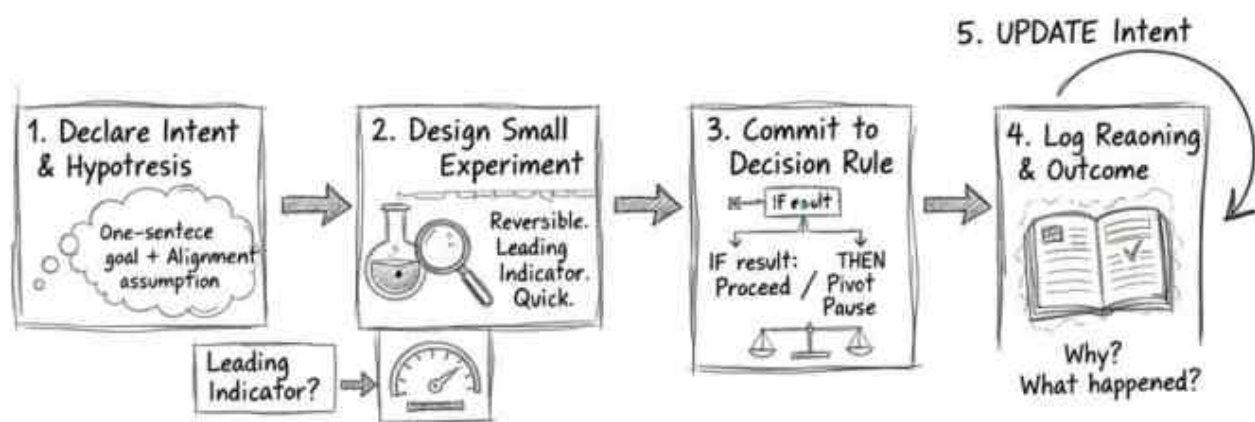 1. Declare Intent
& Hypotresis
One-sentece
goal + Alignment
assumption
2. Design Small
Experiment
Reversible.
Leading
Indicator.
Quick.
Leading
Indicator?
3. Commit to
Decision Rule
IF esult
IF result:
Proceed /
THEN
Pivot
Pause
5. UPDATE Intent
4. Log Reaoning
& Outcome
Why?
What happened?